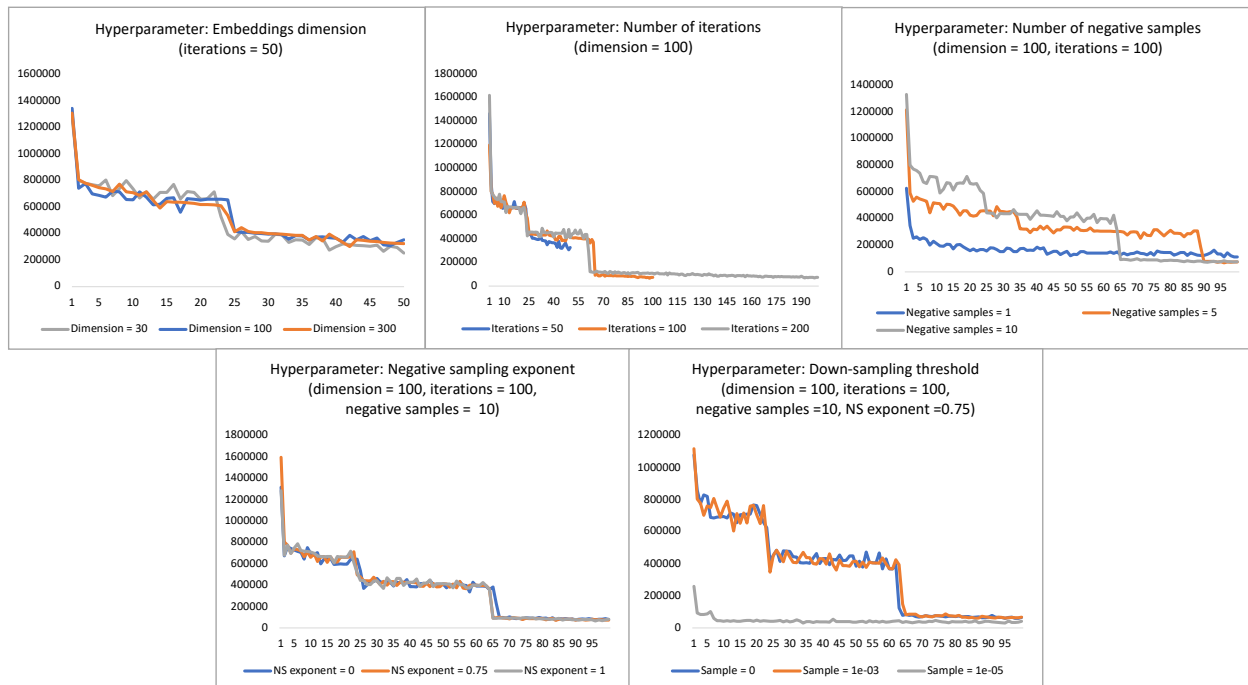 Hyperparameter: Embeddings dimension
(iterations = 50)
1600000
1400000
1200000
1000000
800000
600000
400000
200000
0
1 5 10 15 20 25 30 35 40 45 50
Dimension = 30 Dimension = 100 Dimension = 300
Hyperparameter: Number of iterations
(dimension = 100)
1800000
1600000
1400000
1200000
1000000
800000
600000
400000
200000
0
1 10 25 40 55 70 85 100 115 130 145 160 175 190
Iterations = 50 Iterations = 100 Iterations = 200
Hyperparameter: Number of negative samples
(dimension = 100, iterations = 100)
1400000
1200000
1000000
800000
600000
400000
200000
0
1 5 10 15 20 25 30 35 40 45 50 55 60 65 70 75 80 85 90 95
Negative samples = 1 Negative samples = 5
Negative samples = 10
Hyperparameter: Negative sampling exponent
(dimension = 100, iterations = 100,
negative samples = 10)
1800000
1600000
1400000
1200000
1000000
800000
600000
400000
200000
0
1 5 10 15 20 25 30 35 40 45 50 55 60 65 70 75 80 85 90 95
NS exponent = 0 NS exponent = 0.75 NS exponent = 1
Hyperparameter: Down-sampling threshold
(dimension = 100, iterations = 100,
negative samples =10, NS exponent =0.75)
1200000
1000000
800000
600000
400000
200000
0
1 5 10 15 20 25 30 35 40 45 50 55 60 65 70 75 80 85 90 95
Sample = 0 Sample = 1e-03 Sample = 1e-05